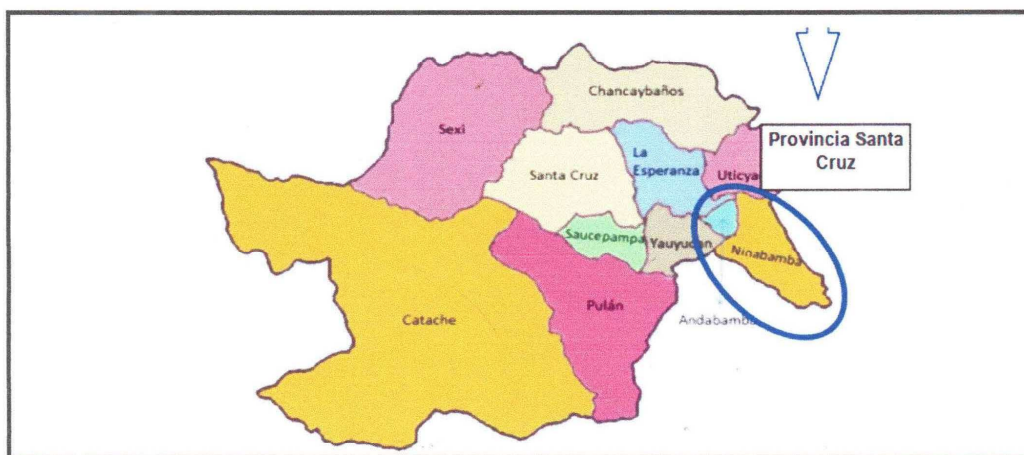 Chancaybaños
Sexi
Provincia Santa
Cruz
La
Esperanza
Santa Cruz
Saucepampa
Yauyucan
Ninabamba
Pulán
Catache
Andabamba